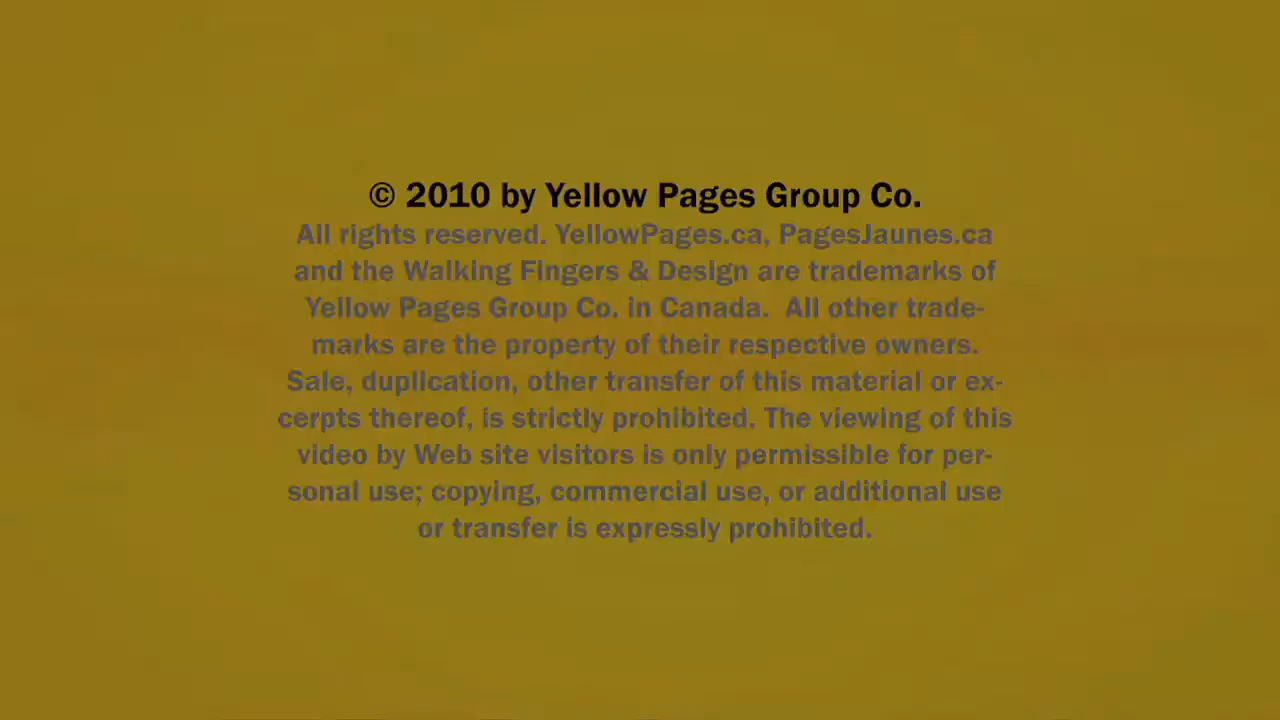 © 2010 by Yellow Pages Group Co.
All rights reserved. YellowPages.ca, PagesJaunes.ca
and the Walking Fingers & Design are trademarks of
Yellow Pages Group Co. in Canada.  All other trade-
marks are the property of their respective owners.
Sale, duplication, other transfer of this material or ex-
cerpts thereof, is strictly prohibited. The viewing of this
video by Web site visitors is only permissible for per-
sonal use; copying, commercial use, or additional use
or transfer is expressly prohibited.